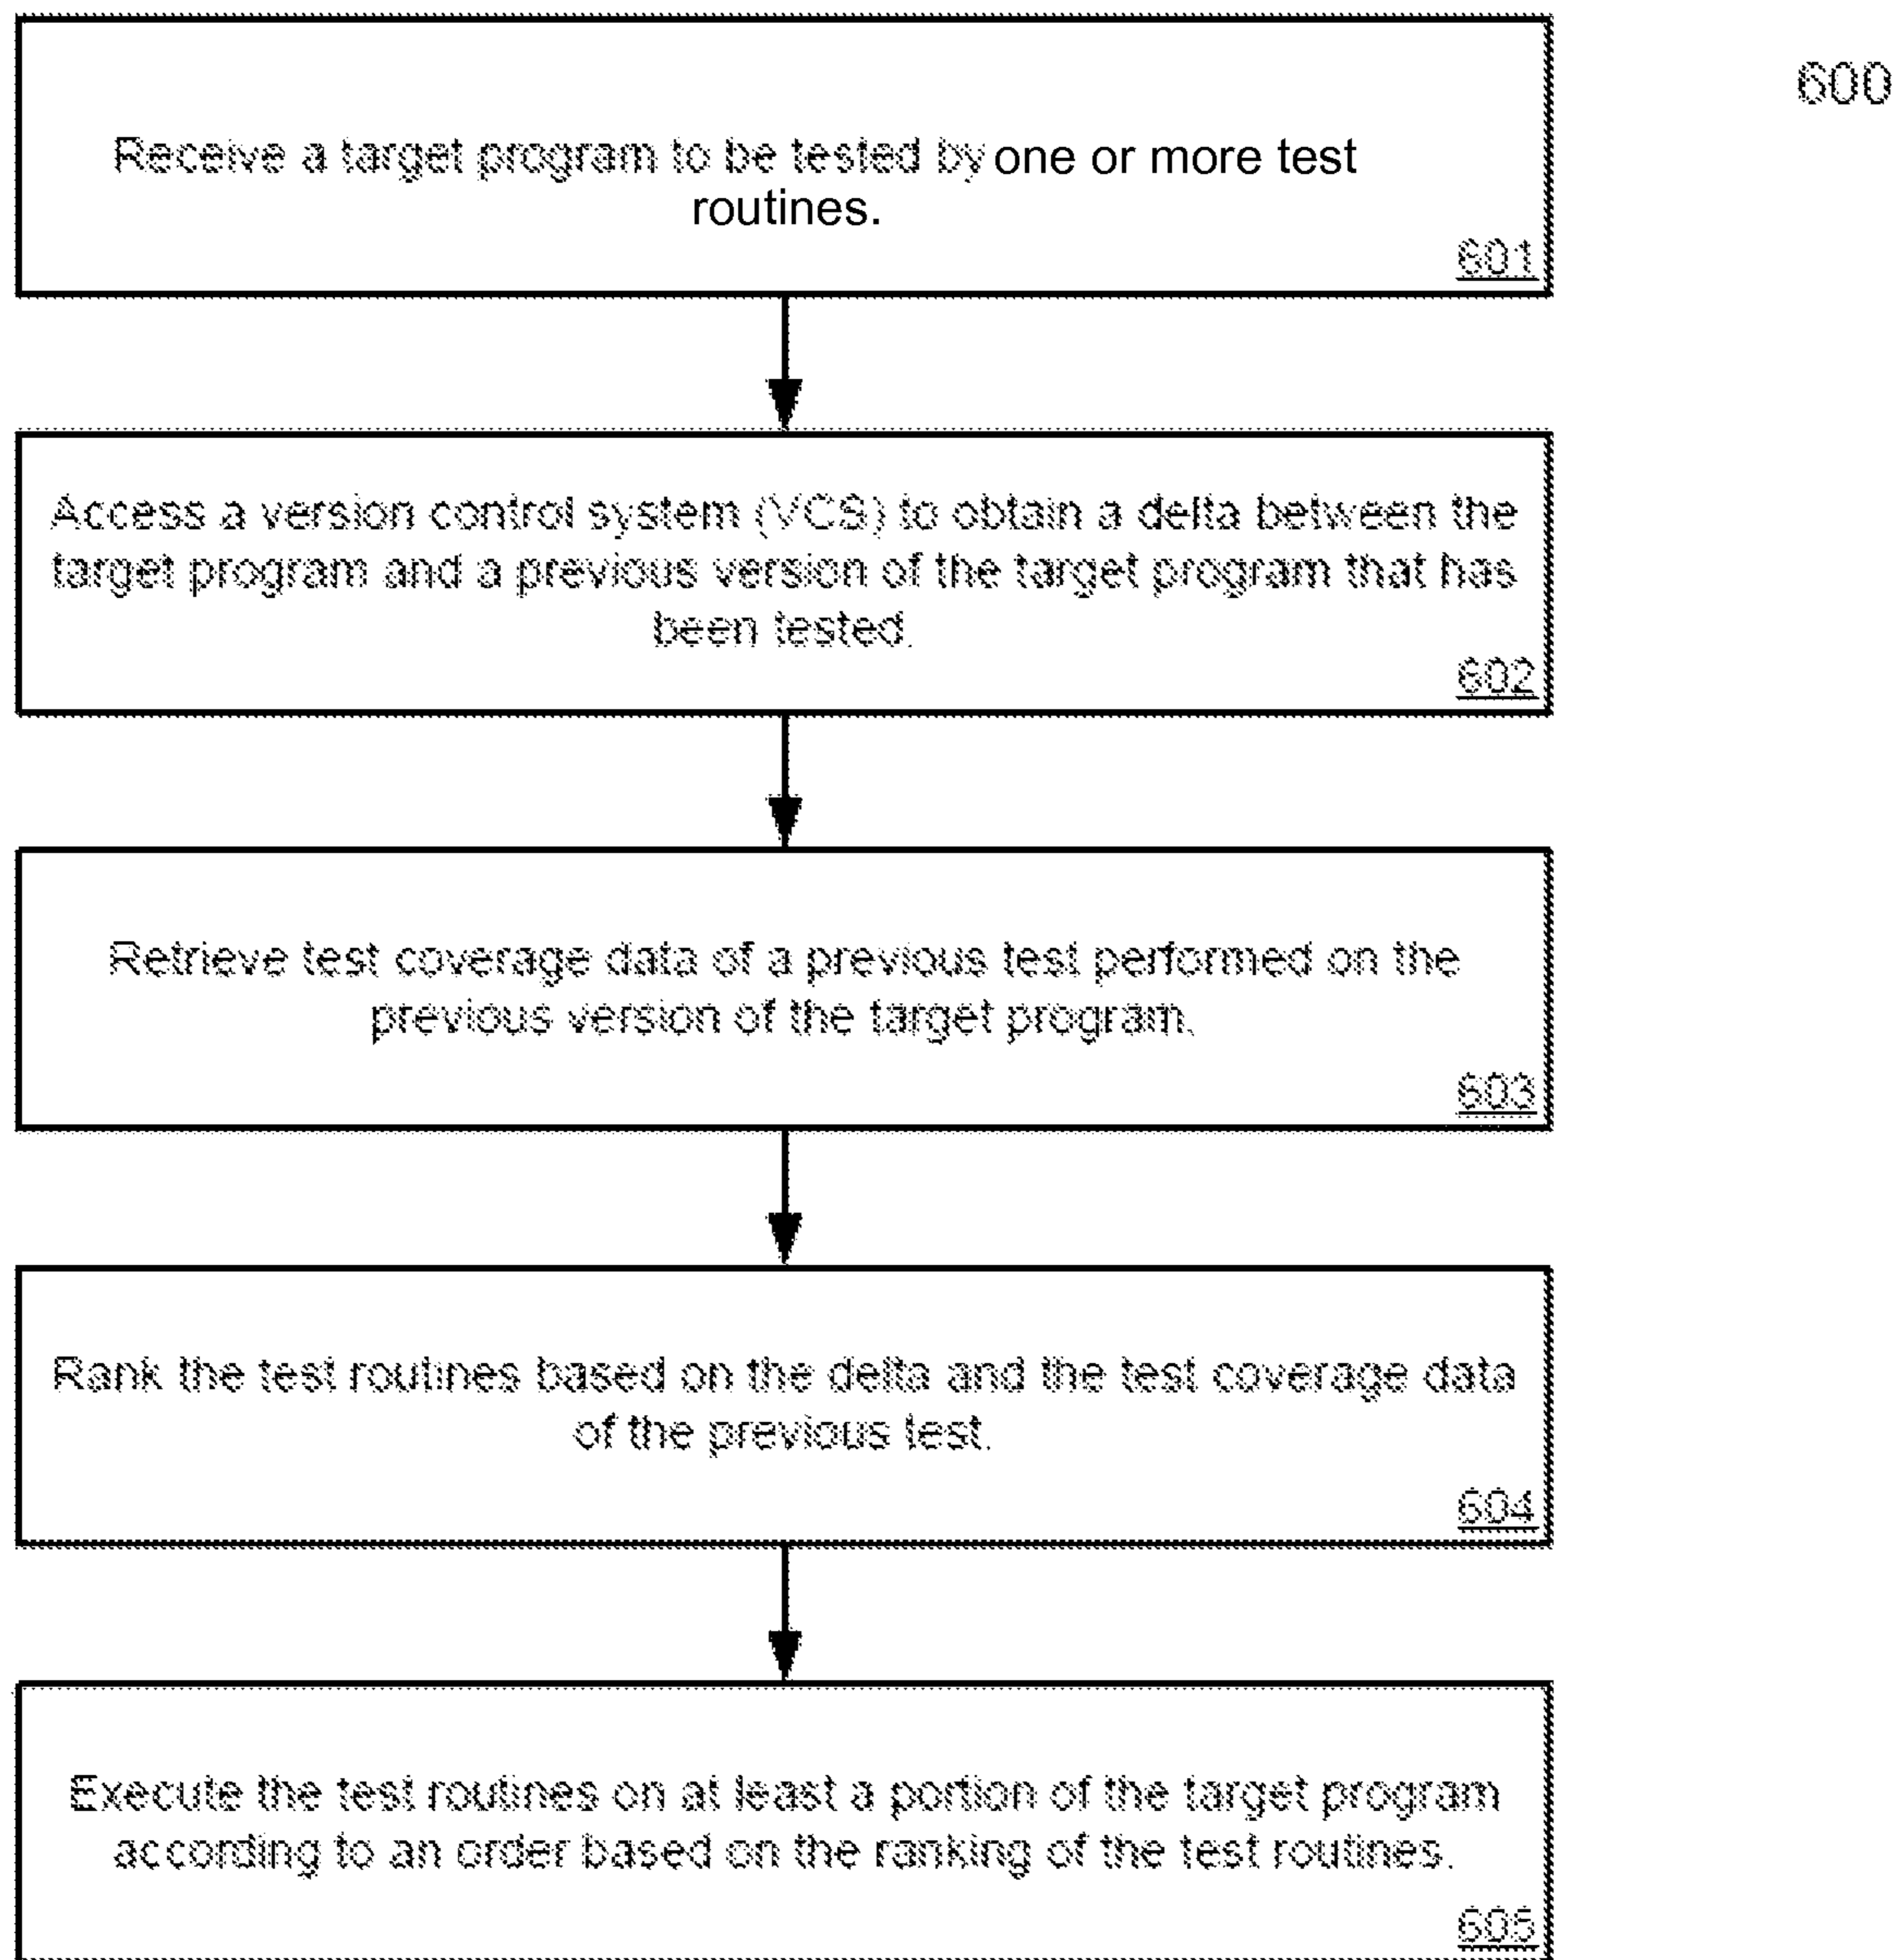 600
Receive a target program to be tested by one or more test
routines.
601
Access a version control system (VCS) to obtain a delta between the
target program and a previous version of the target program that has
been tested.
602
Retrieve test coverage data of a previous test performed on the
previous version of the target program.
603
Rank the test routines based on the delta and the test coverage data
of the previous test.
604
Execute the test routines on at least a portion of the target program
according to an order based on the ranking of the test routines.
605